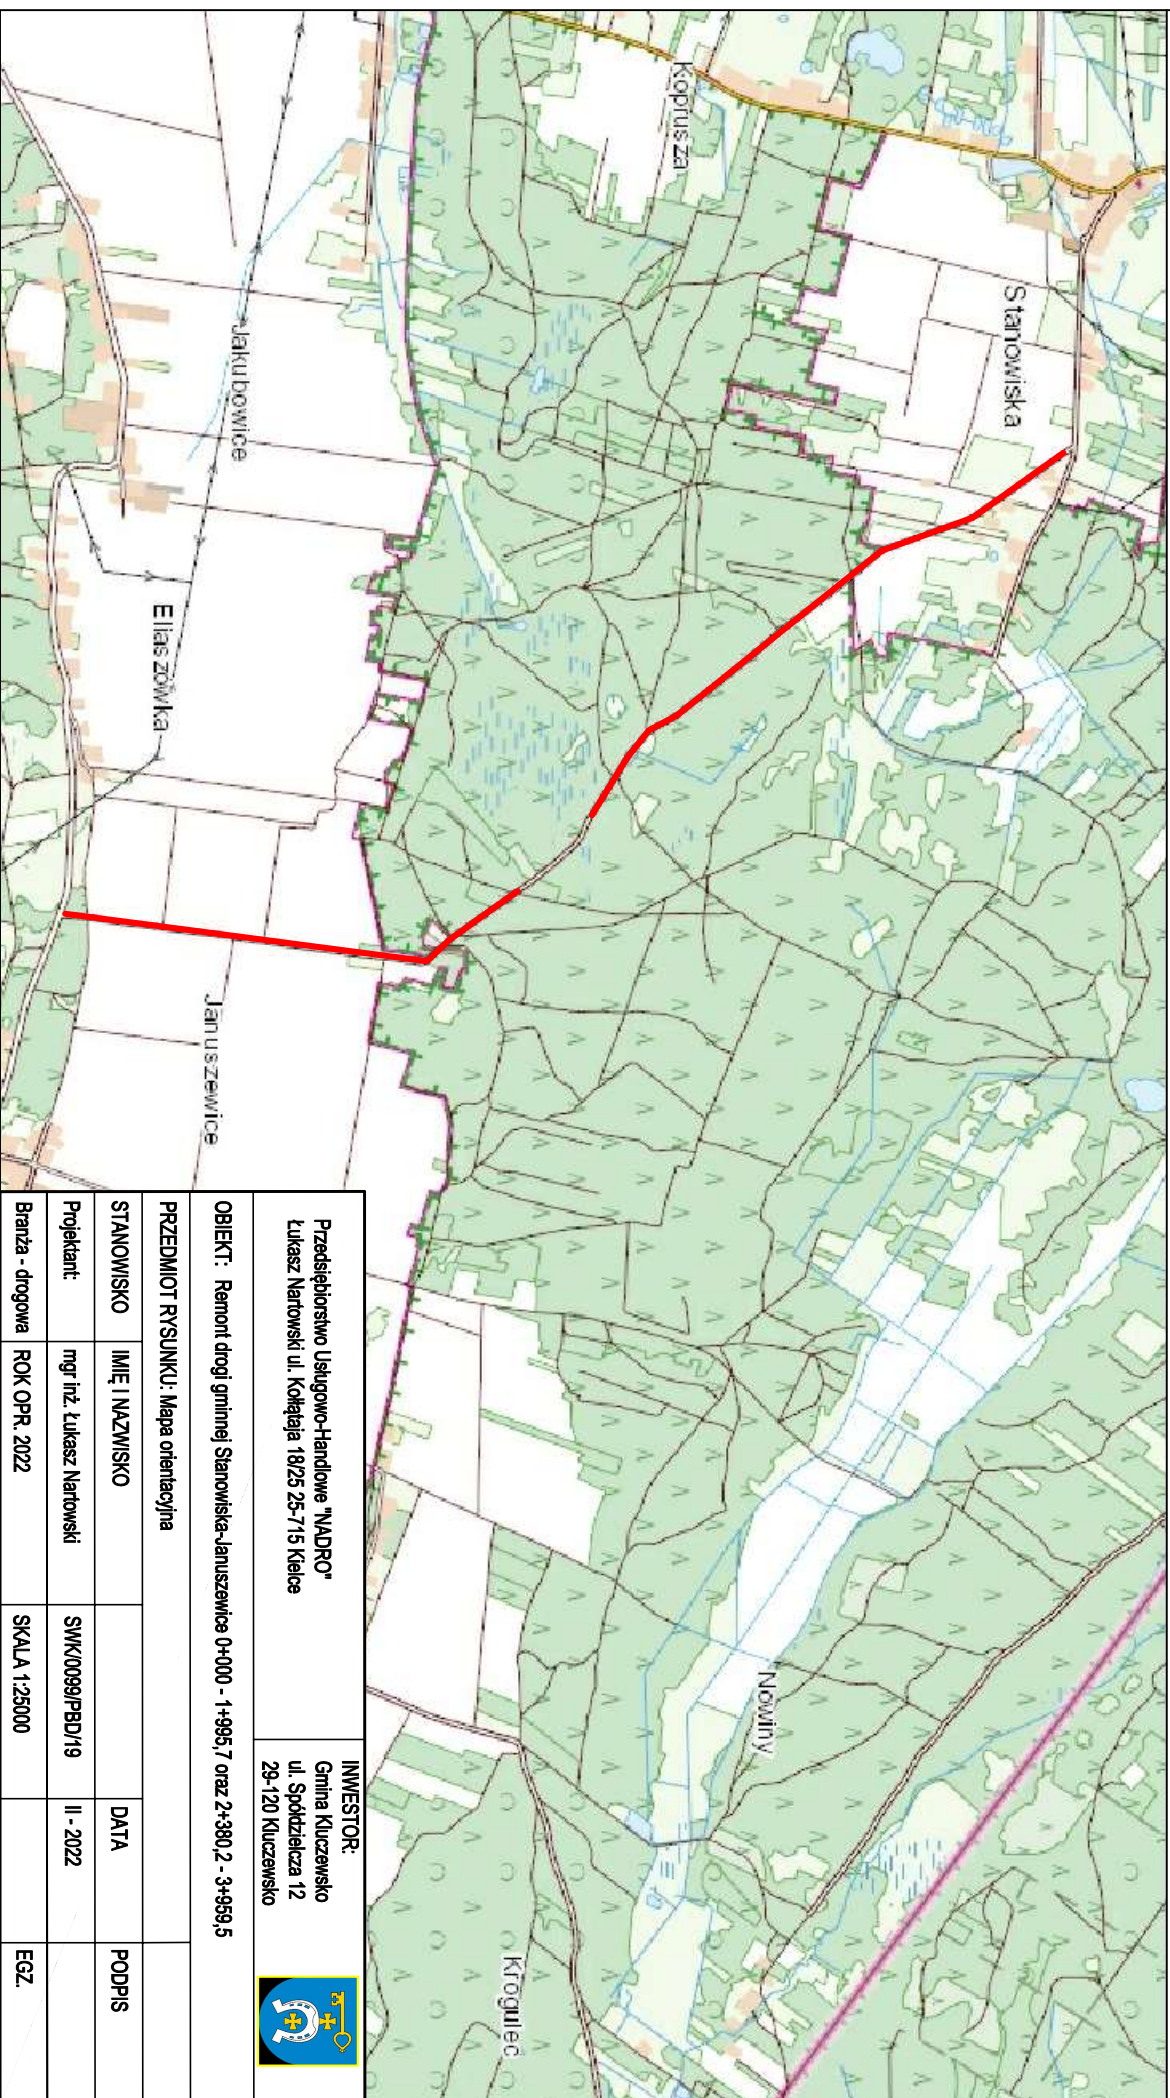 Stanowiska
Koprusza
Jakubowice
Eliaszówka
Januszewice
Nowiny
Krogulec
Przedsiębiorstwo Usługowo-Handlowe "NADRO"
Łukasz Nartowski ul. Kołłątaja 18/25 25-715 Kielce
INWESTOR:
Gmina Kluczewsko
ul. Spółdzielcza 12
29-120 Kluczewsko
OBIEKT: Remont drogi gminnej Stanowiska-Januszewice 0+000 - 1+995,7 oraz 2+380,2 - 3+959,5
PRZEDMIOT RYSUNKU: Mapa orientacyjna
STANOWISKO IMIĘ I NAZWISKO DATA PODPIS
Projektant: mgr inż. Łukasz Nartowski SWK/0099/PBD/19 II - 2022
Branża - drogowa ROK OPR. 2022 SKALA 1:25000 EGZ.